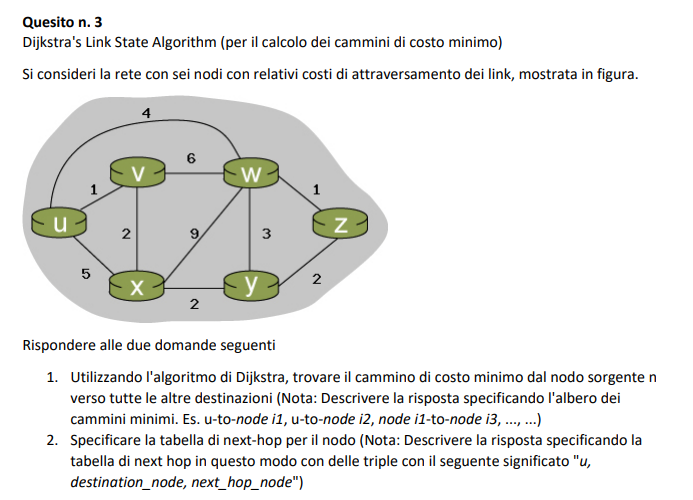 Quesito n. 3
Dijkstra's Link State Algorithm (per il calcolo dei cammini di costo minimo)
Si consideri la rete con sei nodi con relativi costi di attraversamento dei link, mostrata in figura.
4
6
V
W
1
1
u
2
9
3
z
5
x
y
2
2
Rispondere alle due domande seguenti
1. Utilizzando l'algoritmo di Dijkstra, trovare il cammino di costo minimo dal nodo sorgente n
verso tutte le altre destinazioni (Nota: Descrivere la risposta specificando l'albero dei
cammini minimi. Es. u-to-node i1, u-to-node i2, node i1-to-node i3, ..., ...)
2. Specificare la tabella di next-hop per il nodo (Nota: Descrivere la risposta specificando la
tabella di next hop in questo modo con delle triple con il seguente significato "u,
destination_node, next_hop_node")